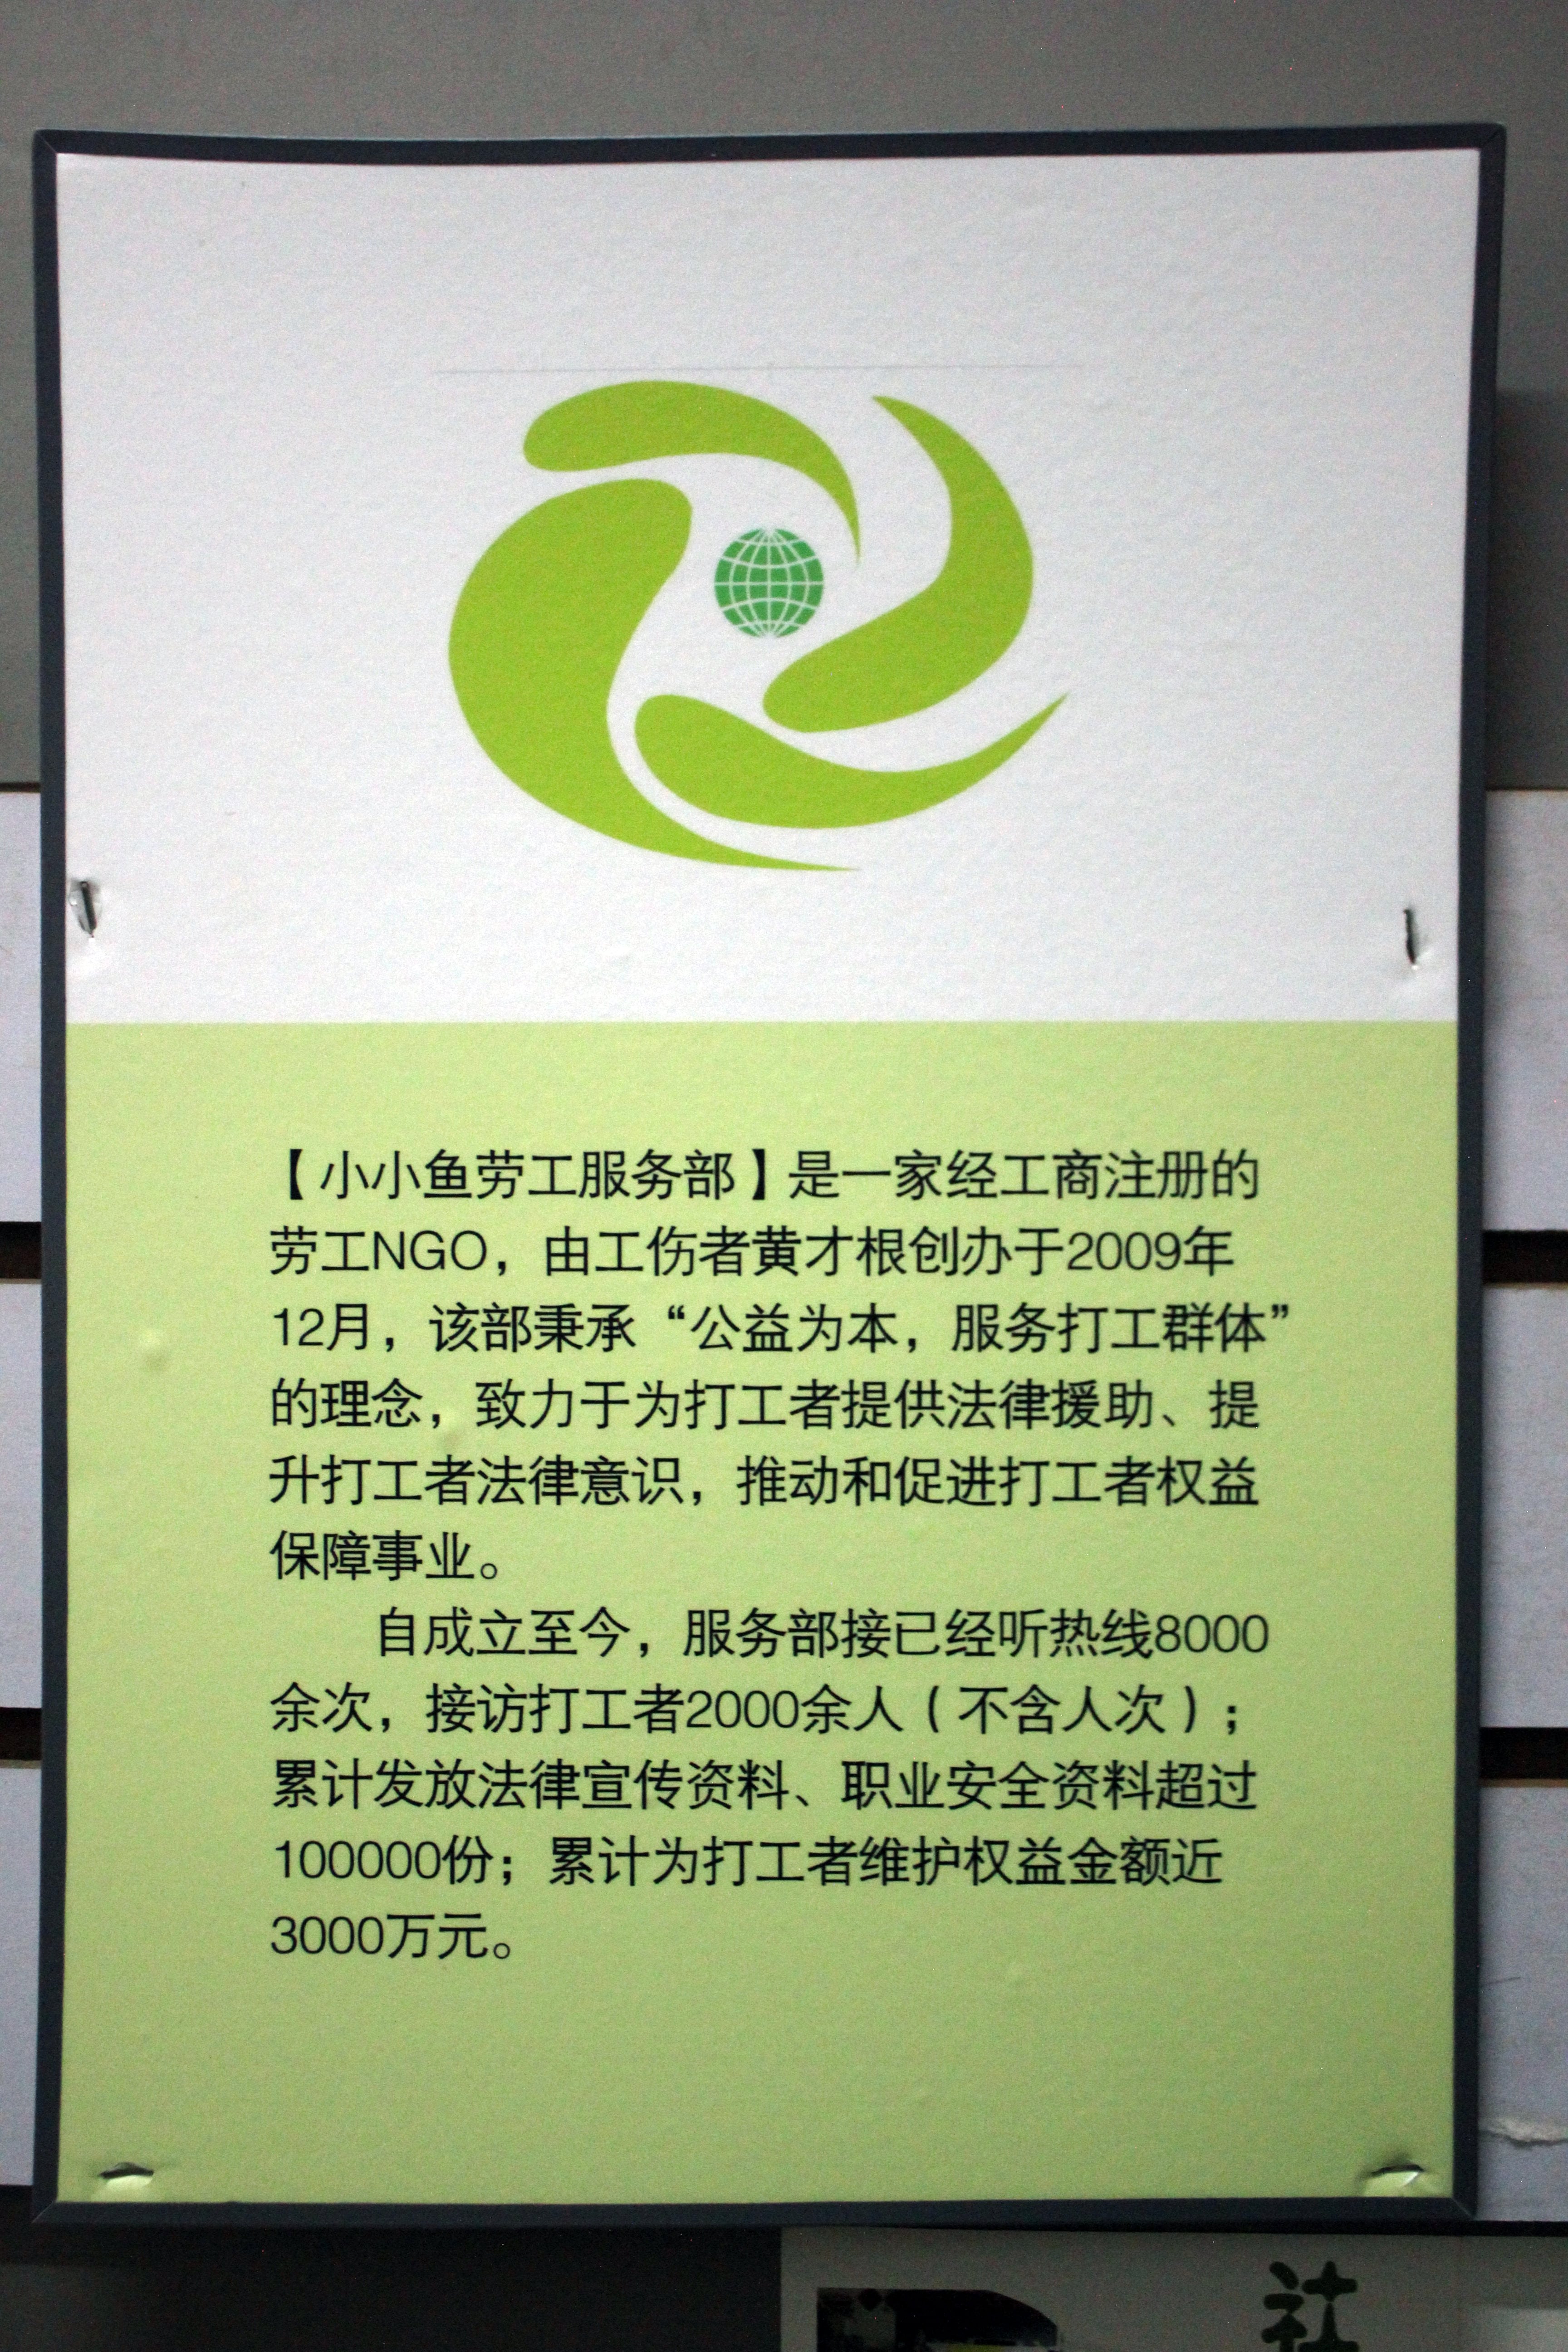 【小小鱼劳工服务部】是一家经工商注册的
劳工NGO，由工伤者黄才根创办于2009年
12月，该部秉承“公益为本，服务打工群体”
的理念，致力于为打工者提供法律援助、提
升打工者法律意识，推动和促进打工者权益
保障事业。
自成立至今，服务部接已经听热线8000
余次，接访打工者2000余人（不含人次）；
累计发放法律宣传资料、职业安全资料超过
100000份；累计为打工者维护权益金额近
3000万元。
社